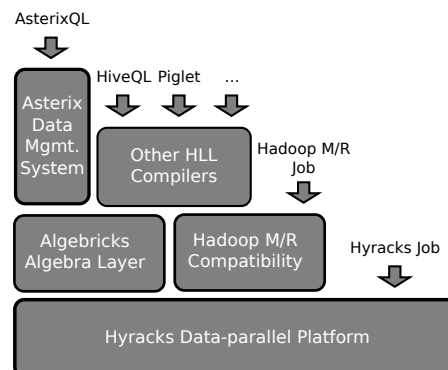 AsterixQL
HiveQL Piglet ...
Asterix
Data
Mgmt.
System
Other HLL
Compilers
Hadoop M/R
Job
Algebricks
Algebra Layer
Hadoop M/R
Compatibility
Hyracks Job
Hyracks Data-parallel Platform